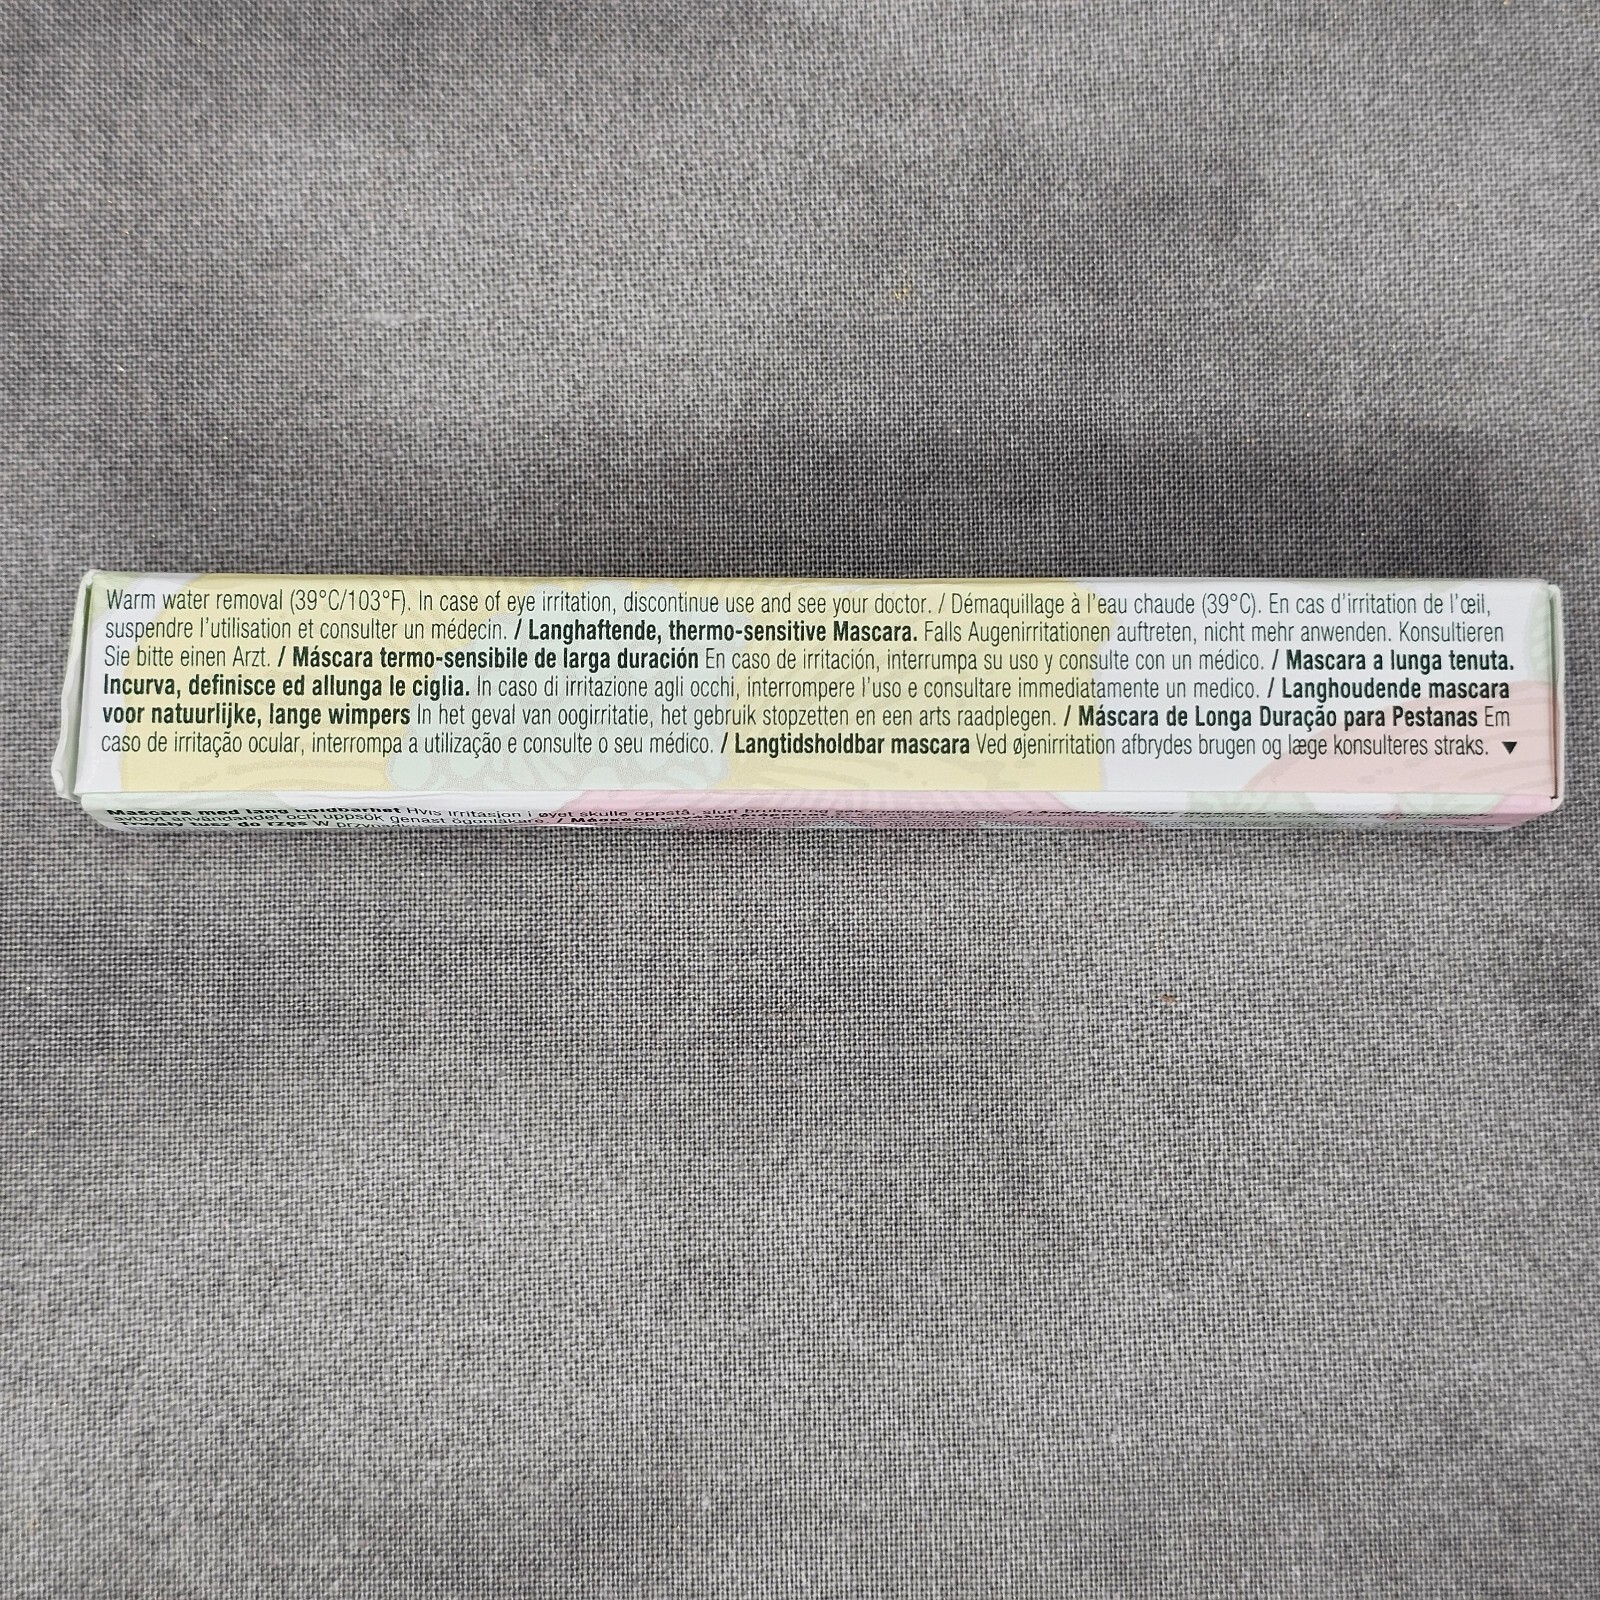 Warm water removal (39°C/103°F). In case of eye irritation, discontinue use and see your doctor. / Démaquillage à l'eau chaude (39°C). En cas d'irritation de l'œil,
suspendre l'utilisation et consulter un médecin. / Langhaftende, thermo-sensitive Mascara. Falls Augenirritationen auftreten, nicht mehr anwenden. Konsultieren
Sie bitte einen Arzt. / Máscara termo-sensibile de larga duración En caso de irritación, interrumpa su uso y consulte con un médico. / Mascara a lunga tenuta.
Incurva, definisce ed allunga le ciglia. In caso di irritazione agli occhi, interrompere l'uso e consultare immediatamente un medico. / Langhoudende mascara
voor natuurlijke, lange wimpers In het geval van oogirritatie, het gebruik stopzetten en een arts raadplegen. / Máscara de Longa Duração para Pestanas Em
caso de irritação ocular, interrompa a utilização e consulte o seu médico. / Langtidsholdbar mascara Ved øjenirritation afbrydes brugen og læge konsulteres straks. ▼
Mascara med lang holdbarhet Hvis irritasjon i øyet skulle oppstå, slutt bruken og
användandet och uppsök genast ögonläkare. /
tusz do rzęs W